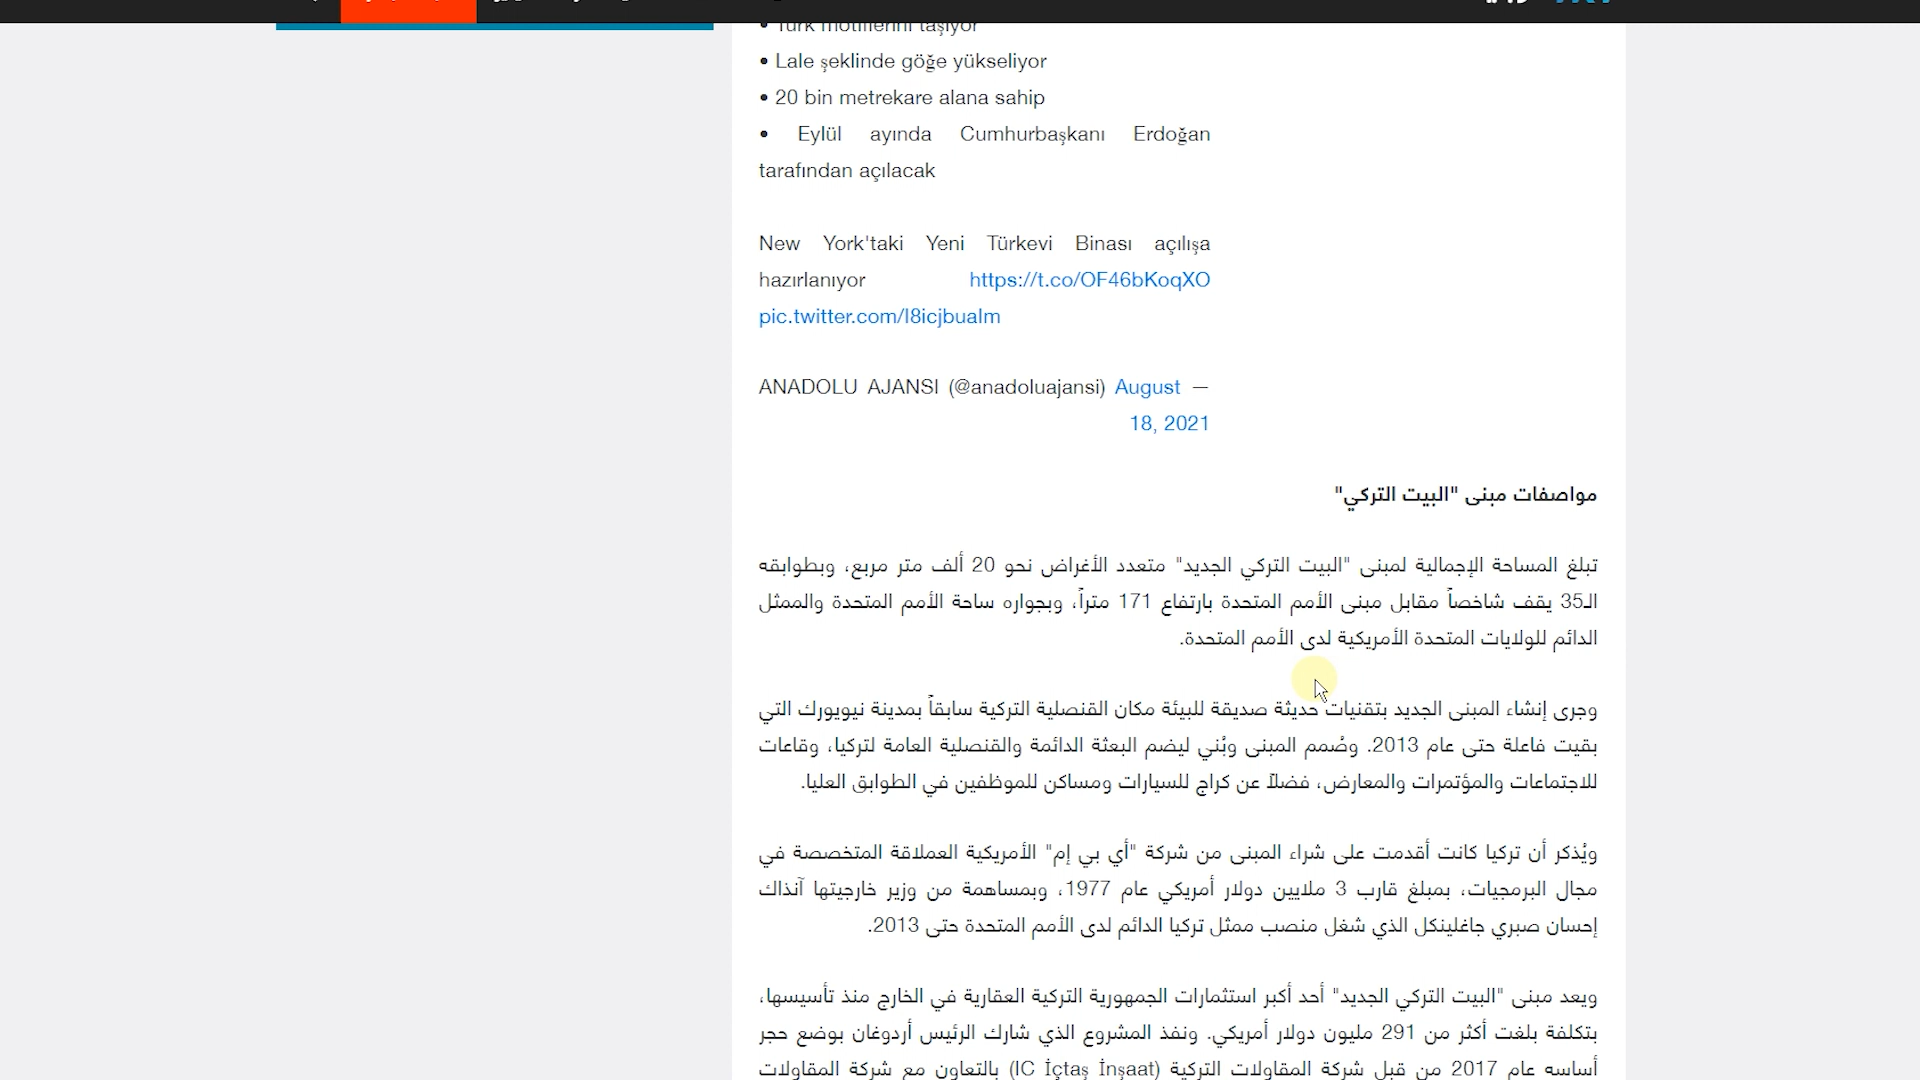 • Türk motiflerini taşıyor
• Lale şeklinde göğe yükseliyor
• 20 bin metrekare alana sahip
• Eylül ayında Cumhurbaşkanı Erdoğan
tarafından açılacak
New York'taki Yeni Türkevi Binası açılışa
hazırlanıyor https://t.co/OF46bKoqXO
pic.twitter.com/I8icjbualm
ANADOLU AJANSI (@anadoluajansi) August —
18, 2021
مواصفات مبنى "البيت التركي"
تبلغ المساحة الإجمالية لمبنى "البيت التركي الجديد" متعدد الأغراض نحو 20 ألف متر مربع، وبطوابقه
الـ35 يقف شاخصاً مقابل مبنى الأمم المتحدة بارتفاع 171 متراً، وبجواره ساحة الأمم المتحدة والممثل
الدائم للولايات المتحدة الأمريكية لدى الأمم المتحدة.
وجرى إنشاء المبنى الجديد بتقنيات حديثة صديقة للبيئة مكان القنصلية التركية سابقاً بمدينة نيويورك التي
بقيت فاعلة حتى عام 2013. وصُمم المبنى وبُني ليضم البعثة الدائمة والقنصلية العامة لتركيا، وقاعات
للاجتماعات والمؤتمرات والمعارض، فضلاً عن كراج للسيارات ومساكن للموظفين في الطوابق العليا.
ويُذكر أن تركيا كانت أقدمت على شراء المبنى من شركة "أي بي إم" الأمريكية العملاقة المتخصصة في
مجال البرمجيات، بمبلغ قارب 3 ملايين دولار أمريكي عام 1977، وبمساهمة من وزير خارجيتها آنذاك
إحسان صبري جاغلينكل الذي شغل منصب ممثل تركيا الدائم لدى الأمم المتحدة حتى 2013.
ويعد مبنى "البيت التركي الجديد" أحد أكبر استثمارات الجمهورية التركية العقارية في الخارج منذ تأسيسها،
بتكلفة بلغت أكثر من 291 مليون دولار أمريكي. ونفذ المشروع الذي شارك الرئيس أردوغان بوضع حجر
أساسه عام 2017 من قبل شركة المقاولات التركية (IC İçtaş İnşaat) بالتعاون مع شركة المقاولات